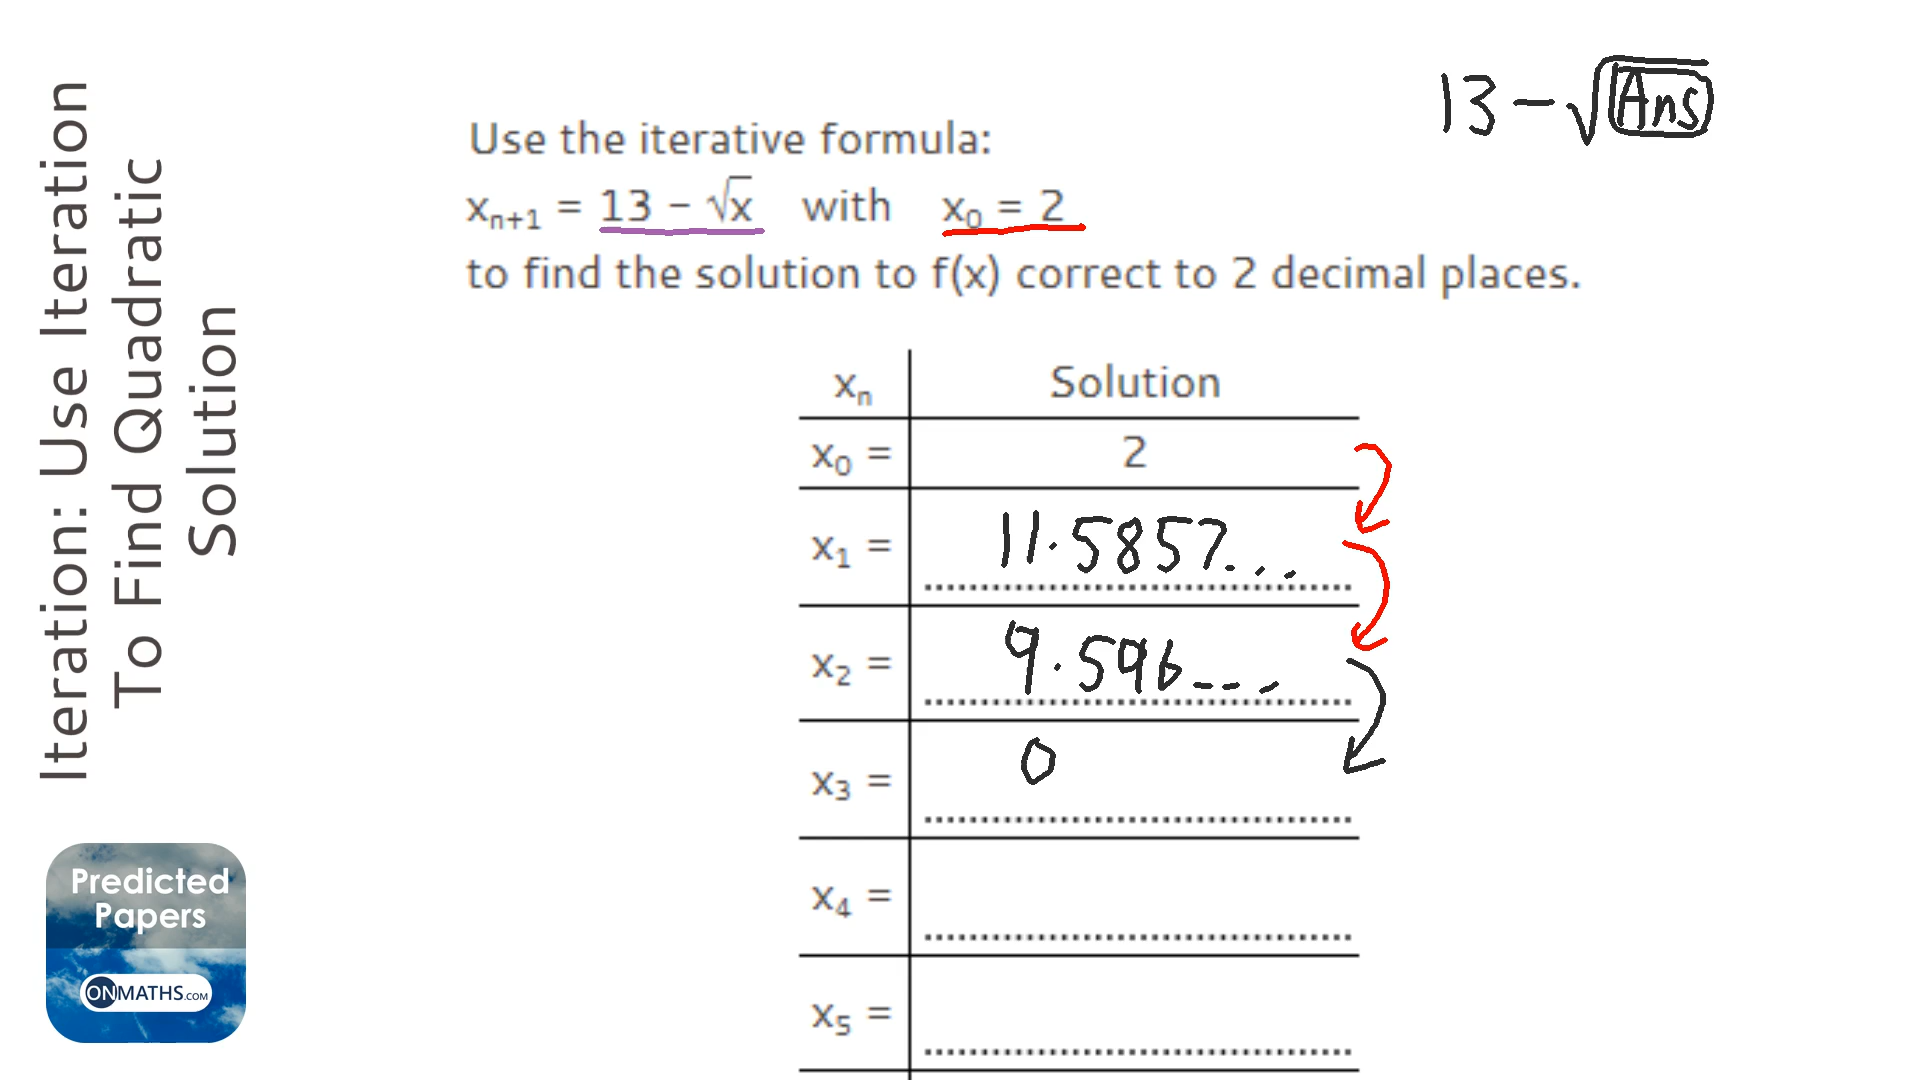 Iteration: Use Iteration
To Find Quadratic
Solution
13 - √Ans
Use the iterative formula:
xₙ₊₁ = 13 - √x with x₀ = 2
to find the solution to f(x) correct to 2 decimal places.
xₙ Solution
x₀ = 2
x₁ = 11.5857...
x₂ = 9.596...
x₃ = 0
x₄ =
x₅ =
Predicted
Papers
ONMATHS.COM